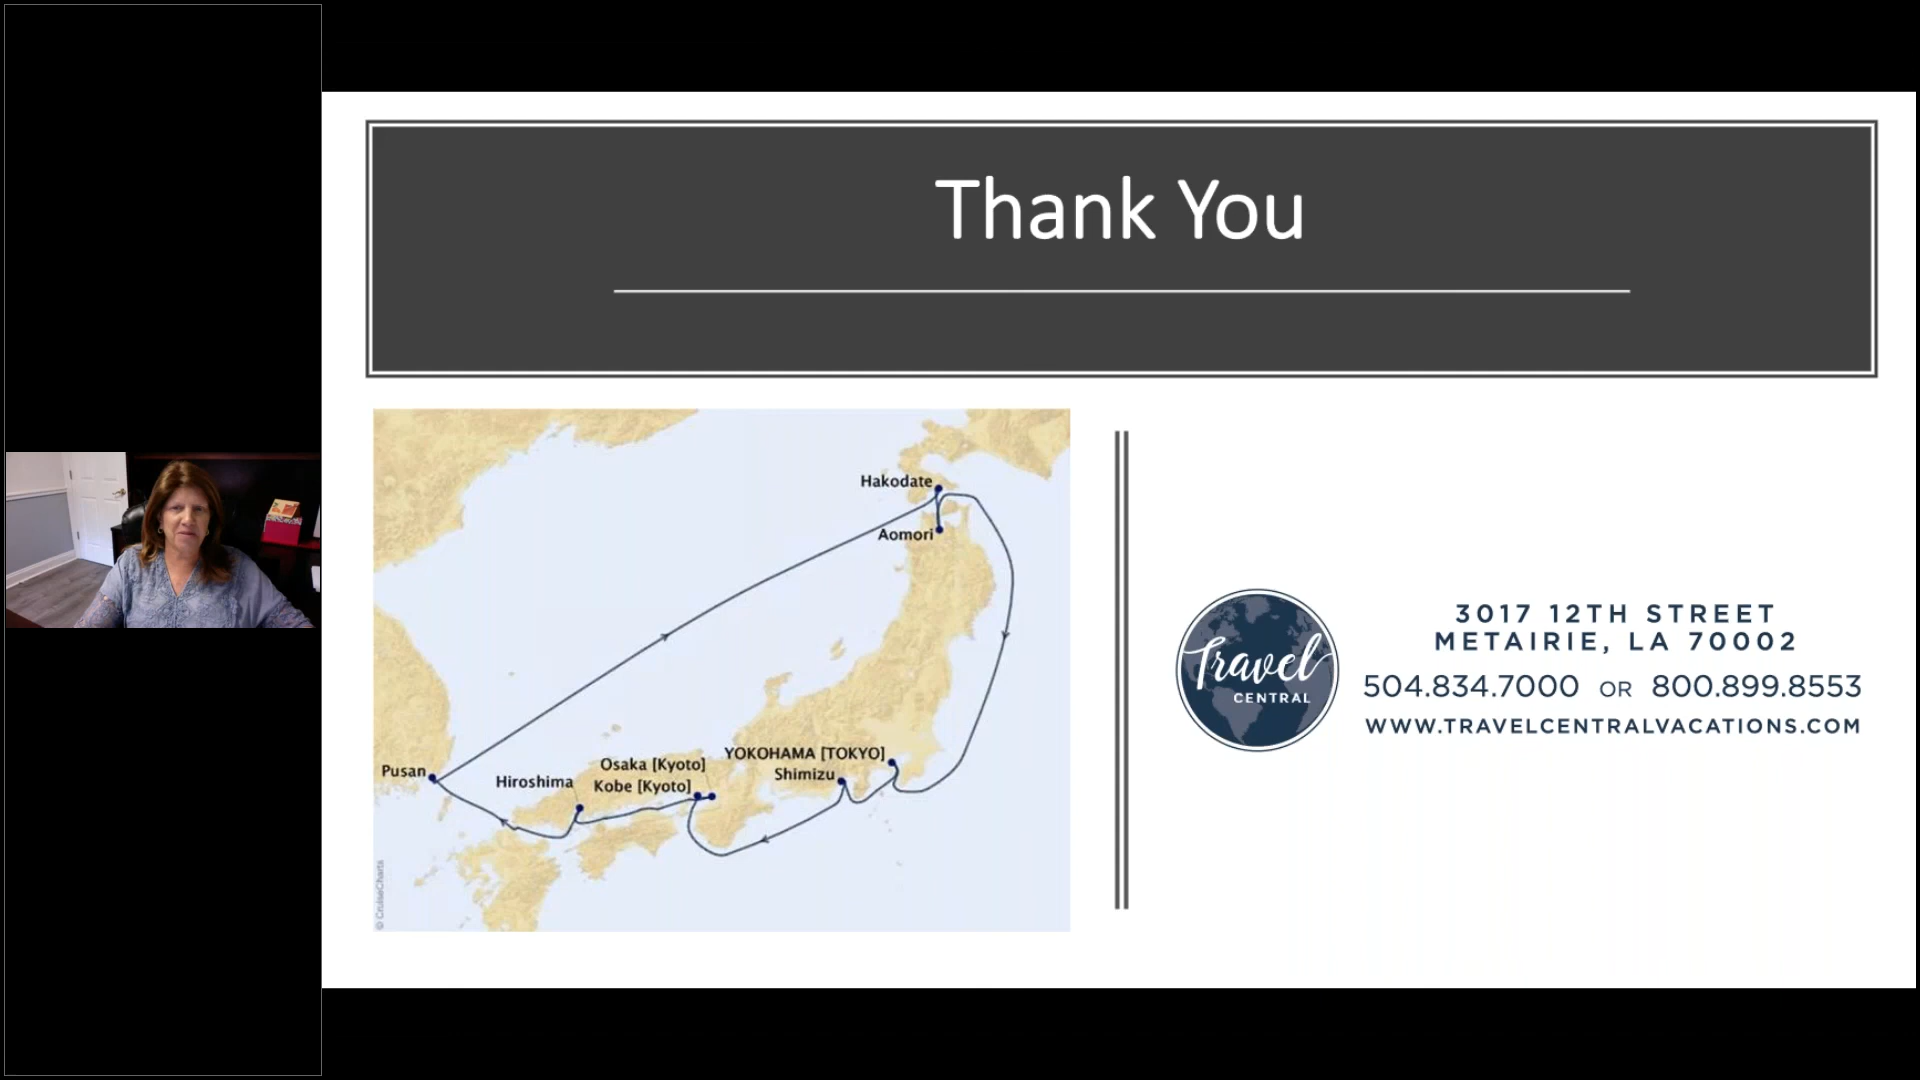 Thank You
Hakodate
Aomori
YOKOHAMA [TOKYO]
Osaka [Kyoto]
Pusan
Shimizu
Hiroshima
Kobe [Kyoto]
© CruiseCharts
Travel
CENTRAL
3017 12TH STREET
METAIRIE, LA 70002
504.834.7000 OR 800.899.8553
WWW.TRAVELCENTRALVACATIONS.COM